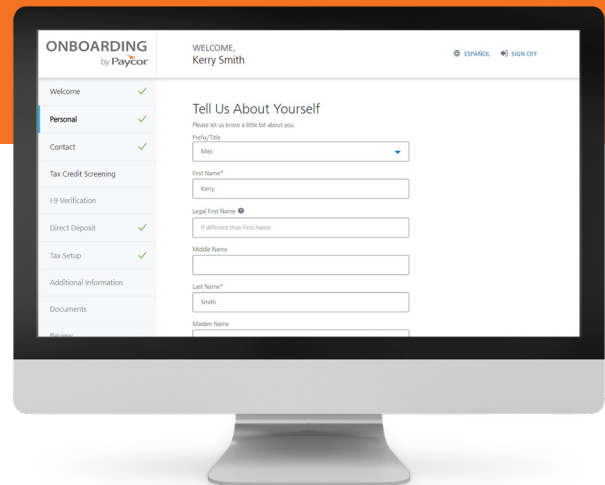 ONBOARDING
by Paycor
WELCOME,
Kerry Smith
ESPAÑOL SIGN OFF
Welcome
Personal
Contact
Tax Credit Screening
I-9 Verification
Direct Deposit
Tax Setup
Additional Information
Documents
Review
Tell Us About Yourself
Please let us know a little bit about you.
Prefix/Title
Miss
First Name*
Kerry
Legal First Name
If different than First Name
Middle Name
Last Name*
Smith
Maiden Name